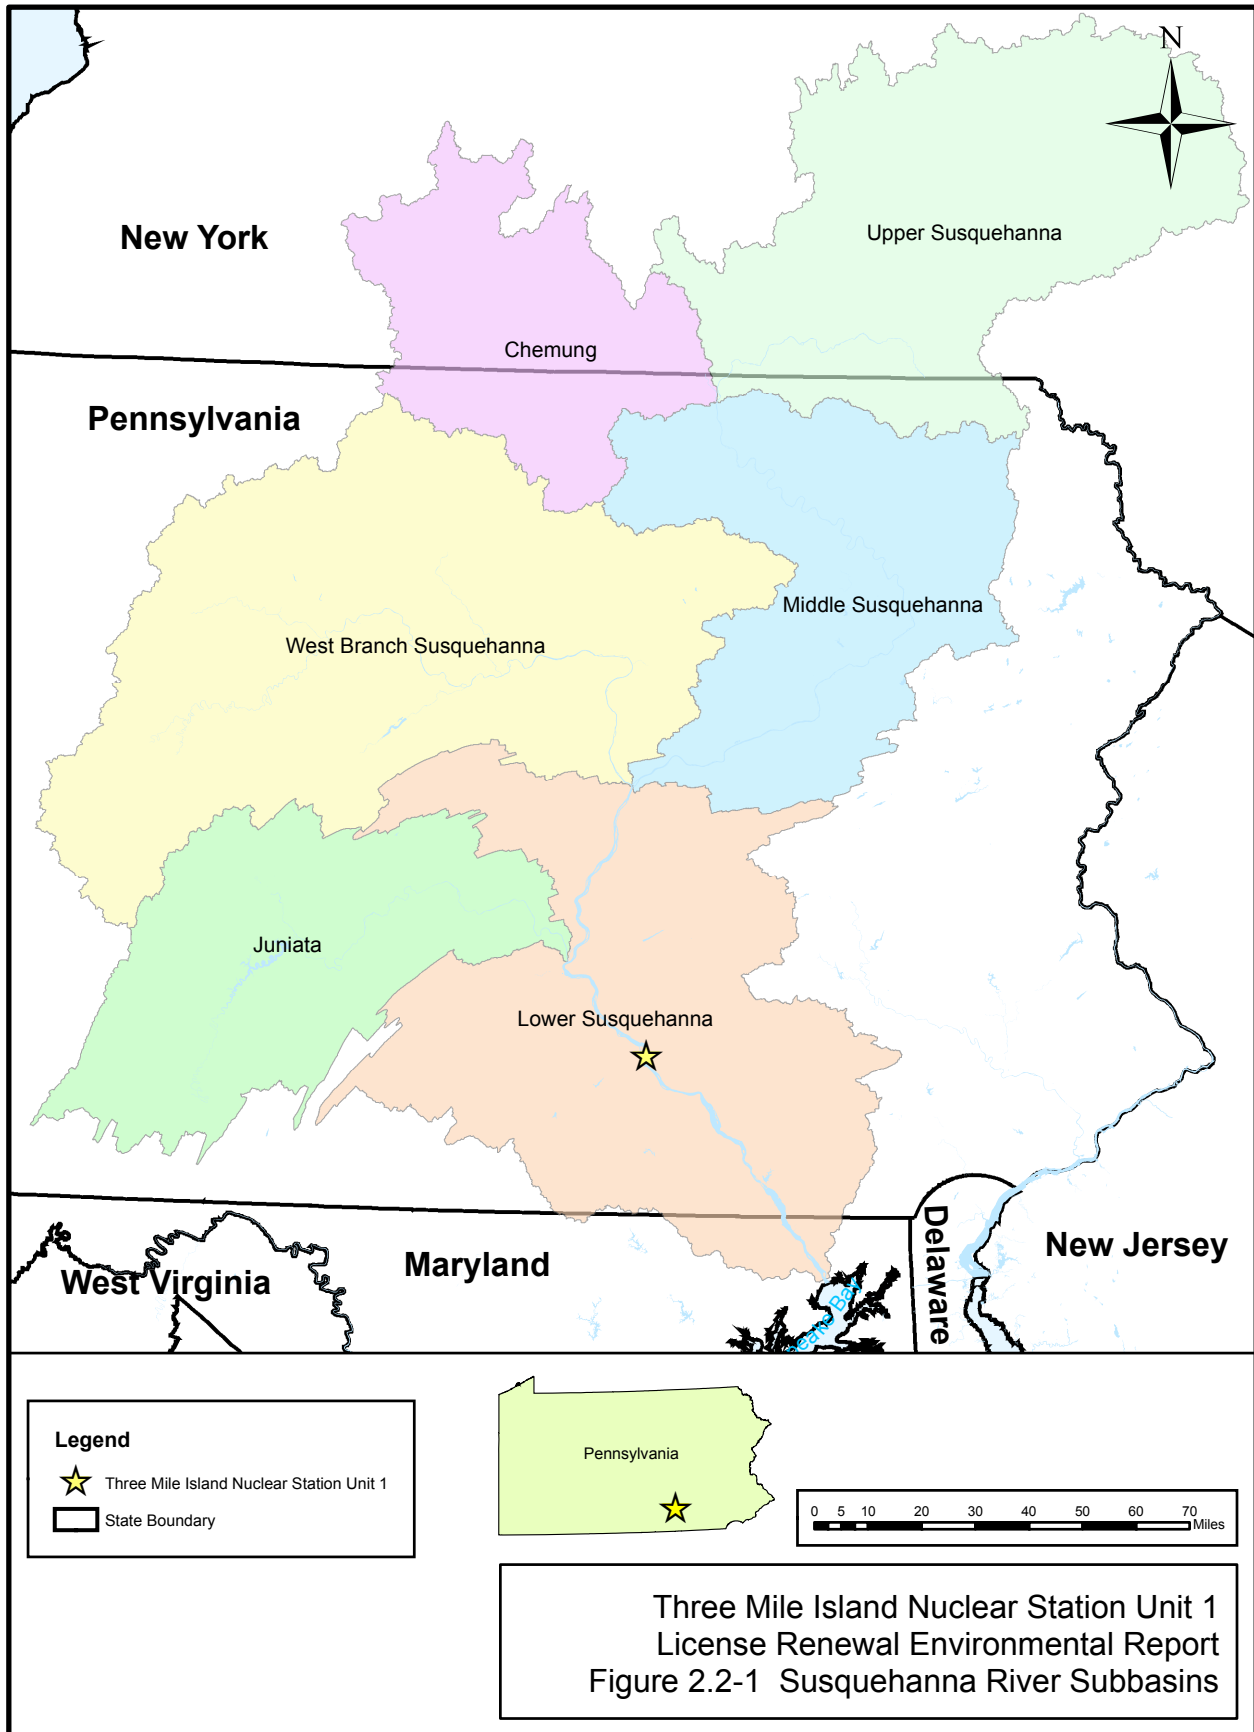 N
New York
Upper Susquehanna
Chemung
Pennsylvania
Middle Susquehanna
West Branch Susquehanna
Juniata
Lower Susquehanna
Delaware
New Jersey
Maryland
West Virginia
Bay
Legend
Three Mile Island Nuclear Station Unit 1
State Boundary
Pennsylvania
0 5 10 20 30 40 50 60 70
Miles
Three Mile Island Nuclear Station Unit 1
License Renewal Environmental Report
Figure 2.2-1 Susquehanna River Subbasins